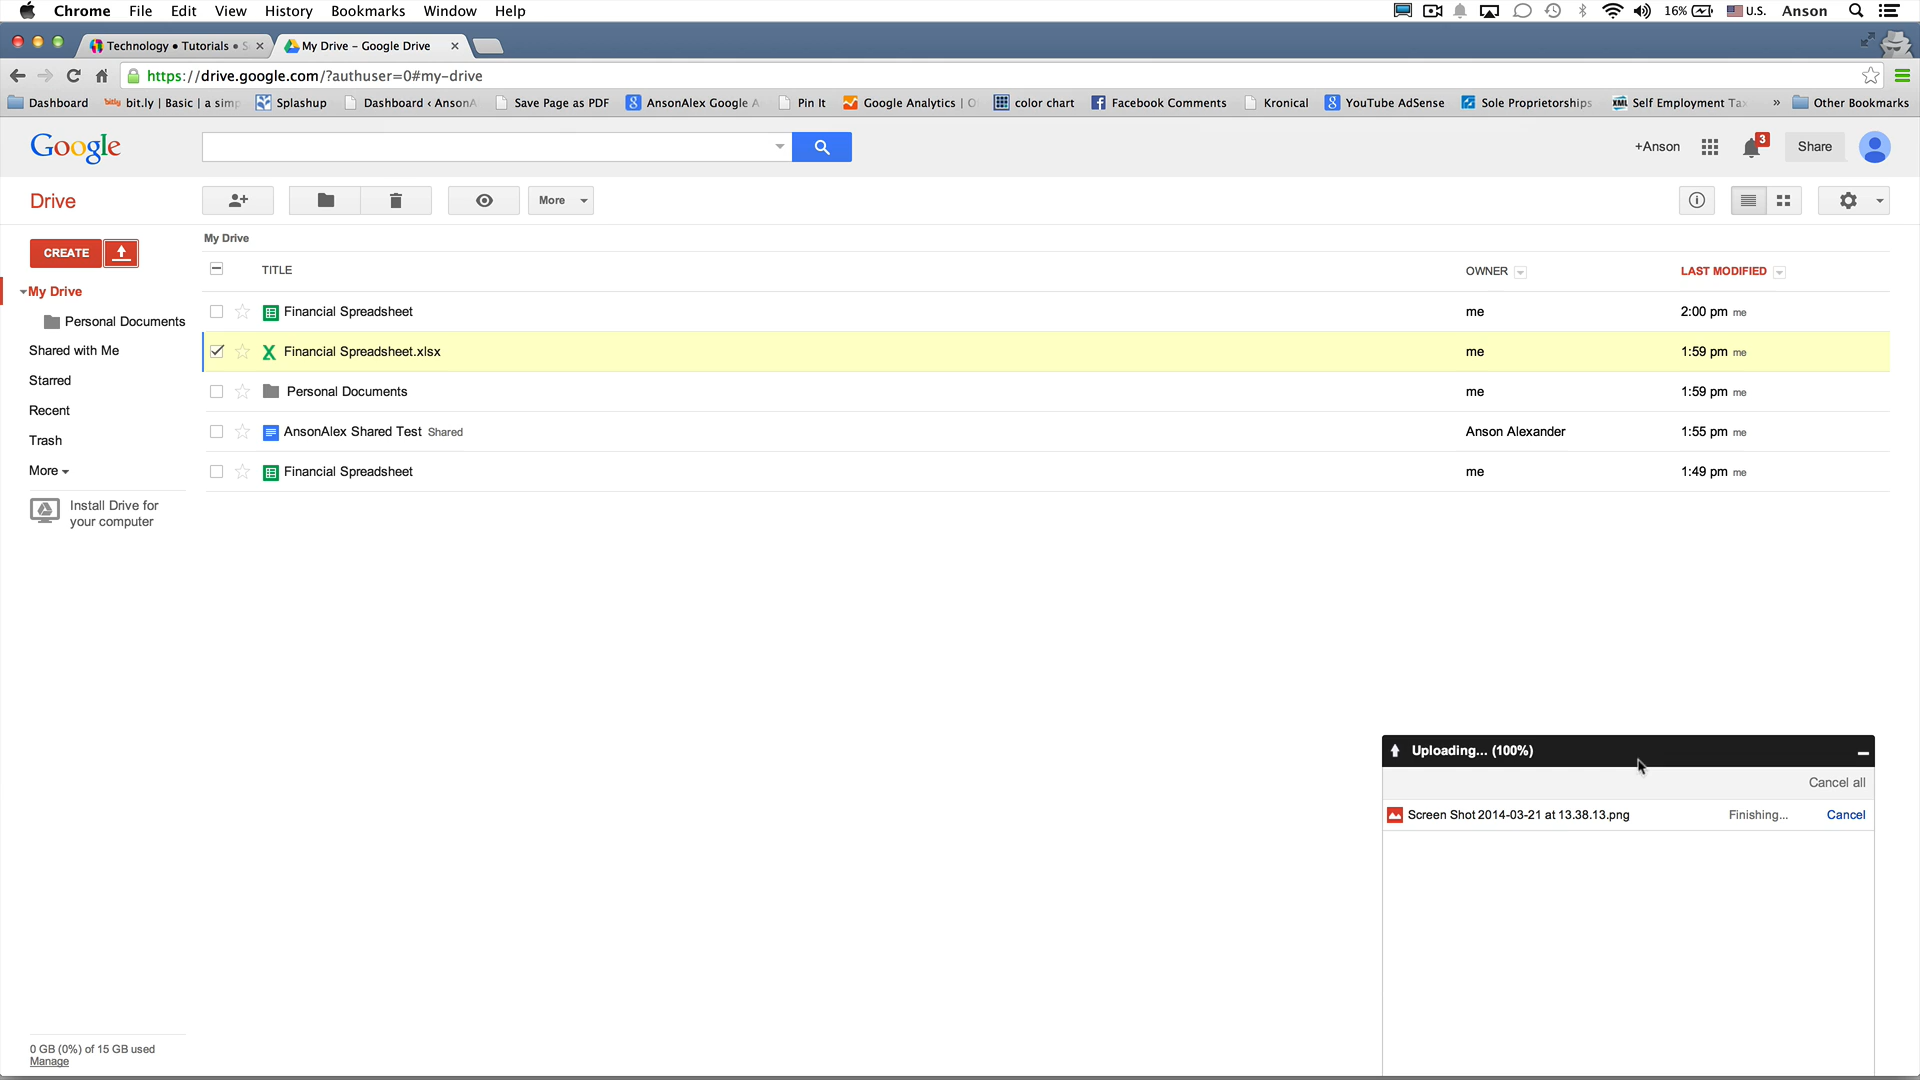 Chrome File Edit View History Bookmarks Window Help 16% U.S. Anson
Technology • Tutorials • My Drive – Google Drive
https://drive.google.com/?authuser=0#my-drive
Dashboard bit.ly | Basic | a simp Splashup Dashboard ‹ AnsonA Save Page as PDF AnsonAlex Google A Pin It Google Analytics | O color chart Facebook Comments Kronical YouTube AdSense Sole Proprietorships Self Employment Tax » Other Bookmarks
Google +Anson 3 Share
Drive More
My Drive
CREATE
TITLE OWNER LAST MODIFIED
My Drive
Personal Documents
Shared with Me
Starred
Recent
Trash
More
Install Drive for
your computer
Financial Spreadsheet me 2:00 pm me
Financial Spreadsheet.xlsx me 1:59 pm me
Personal Documents me 1:59 pm me
AnsonAlex Shared Test Shared Anson Alexander 1:55 pm me
Financial Spreadsheet me 1:49 pm me
Uploading... (100%)
Cancel all
Screen Shot 2014-03-21 at 13.38.13.png Finishing... Cancel
0 GB (0%) of 15 GB used
Manage